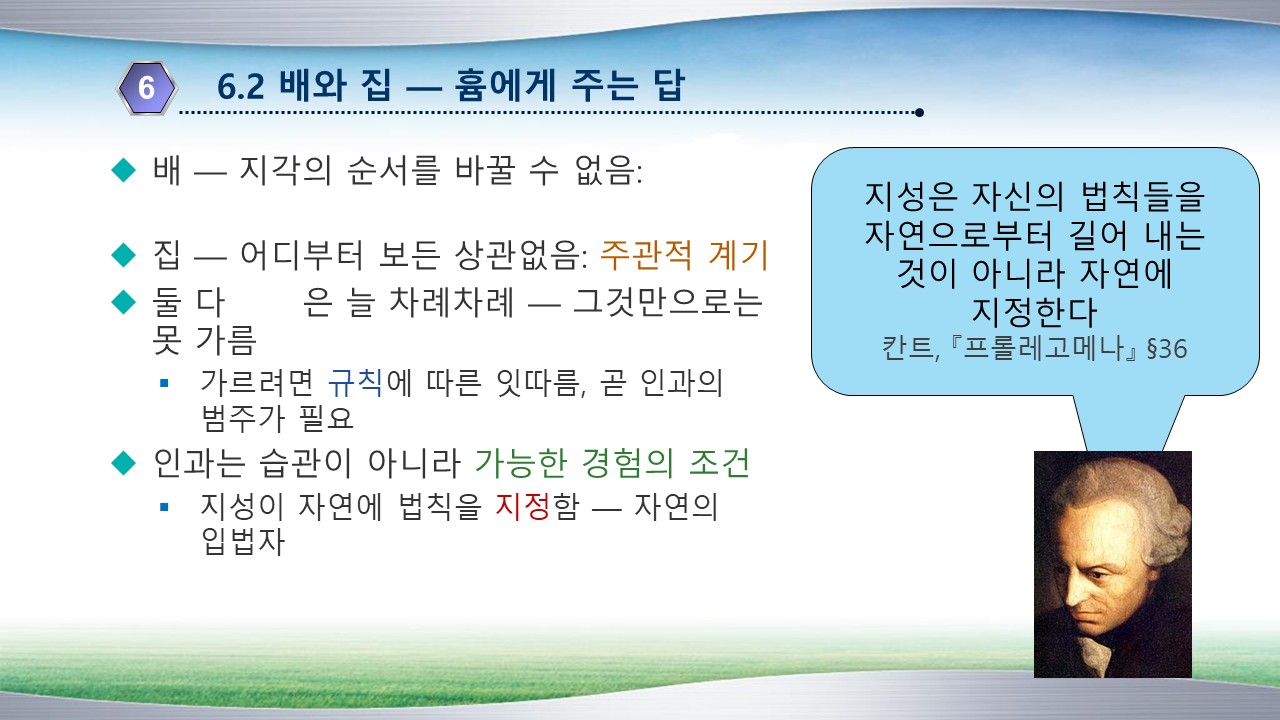 6
6.2 배와 집 — 흄에게 주는 답
배 — 지각의 순서를 바꿀 수 없음:
집 — 어디부터 보든 상관없음: 주관적 계기
둘 다 은 늘 차례차례 — 그것만으로는
못 가름
가르려면 규칙에 따른 잇따름, 곧 인과의
범주가 필요
인과는 습관이 아니라 가능한 경험의 조건
지성이 자연에 법칙을 지정함 — 자연의
입법자
지성은 자신의 법칙들을
자연으로부터 길어 내는
것이 아니라 자연에
지정한다
칸트, 『프롤레고메나』 §36